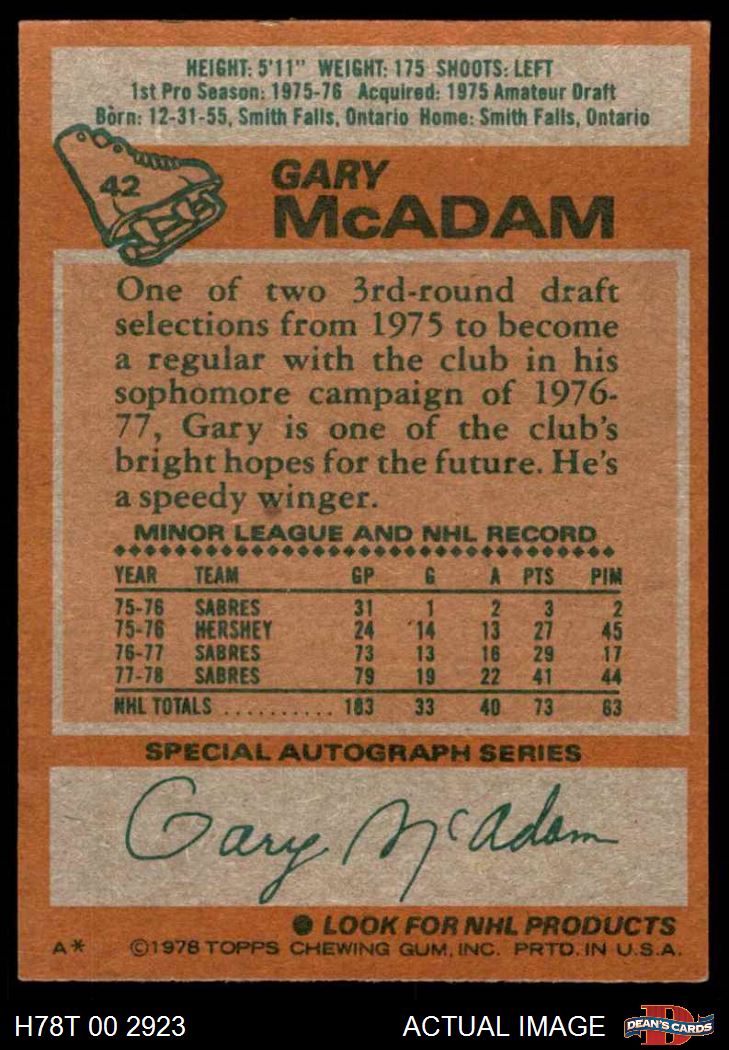 HEIGHT: 5'11" WEIGHT: 175 SHOOTS: LEFT
1st Pro Season: 1975-76 Acquired: 1975 Amateur Draft
Born: 12-31-55, Smith Falls, Ontario Home: Smith Falls, Ontario
42
GARY
McADAM
One of two 3rd-round draft
selections from 1975 to become
a regular with the club in his
sophomore campaign of 1976-
77, Gary is one of the club's
bright hopes for the future. He's
a speedy winger.
MINOR LEAGUE AND NHL RECORD
YEAR TEAM GP G A PTS PIM
75-76 SABRES 31 1 2 3 2
75-76 HERSHEY 24 14 13 27 45
76-77 SABRES 73 13 16 29 17
77-78 SABRES 79 19 22 41 44
NHL TOTALS .......... 183 33 40 73 63
SPECIAL AUTOGRAPH SERIES
Gary McAdam
● LOOK FOR NHL PRODUCTS
A* ©1978 TOPPS CHEWING GUM, INC. PRTD. IN U.S.A.
H78T 00 2923 ACTUAL IMAGE
DEAN'S CARDS